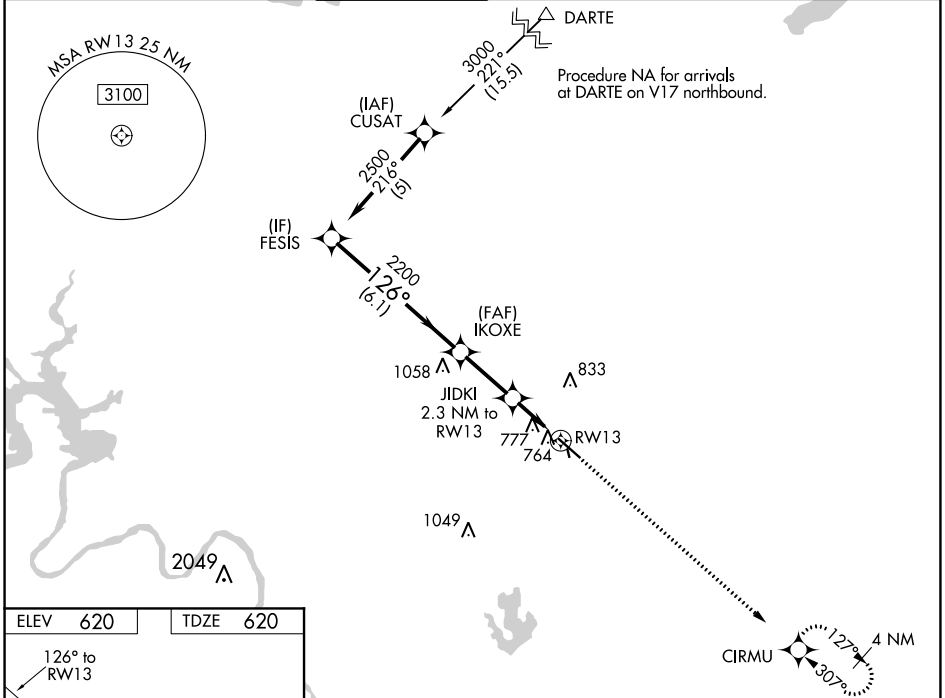 DARTE
MSA RW13 25 NM
3100
3000
221°
(15.5)
Procedure NA for arrivals
at DARTE on V17 northbound.
(IAF)
CUSAT
2500
216°
(5)
(IF)
FESIS
2200
126°
(6.1)
(FAF)
IKOXE
1058
833
JIDKI
2.3 NM to
RW13
777
764
RW13
1049
2049
ELEV 620
TDZE 620
126° to
RW13
CIRMU
127°
4 NM
307°